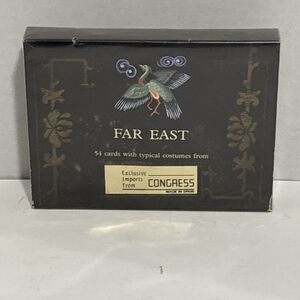 FAR EAST
54 cards with typical costumes from
Exclusive
imports
from
CONGRESS
MADE IN SPAIN